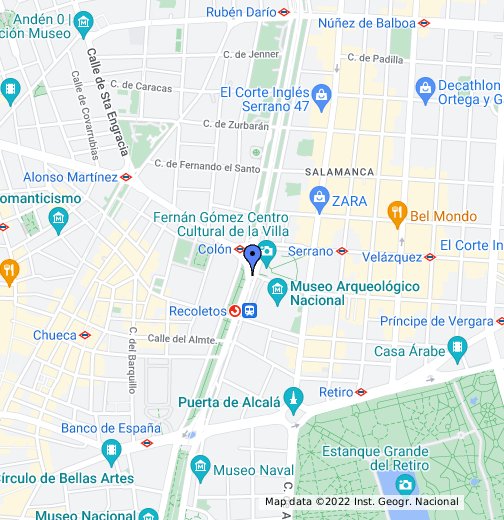 Rubén Darío
Andén 0 |
ción Museo
Núñez de Balboa
C. de Jenner
C. de Padilla
Calle de Sta Engracia
Calle de Covarrubias
C. de Caracas
El Corte Inglés
Serrano 47
Decathlon
Ortega y G
C. de Zurbarán
C. de Fernando el Santo
Alonso Martínez
SALAMANCA
omanticismo
ZARA
Bel Mondo
Fernán Gómez Centro
Cultural de la Villa
Colón
Serrano
El Corte In
Velázquez
Museo Arqueológico
Nacional
Recoletos
Príncipe de Vergara
Chueca
Calle del Almte.
C. del Barquillo
Casa Árabe
Puerta de Alcalá
Retiro
Banco de España
Estanque Grande
del Retiro
Círculo de Bellas Artes
Museo Naval
C. A
Museo Nacional
Map data ©2022 Inst. Geogr. Nacional